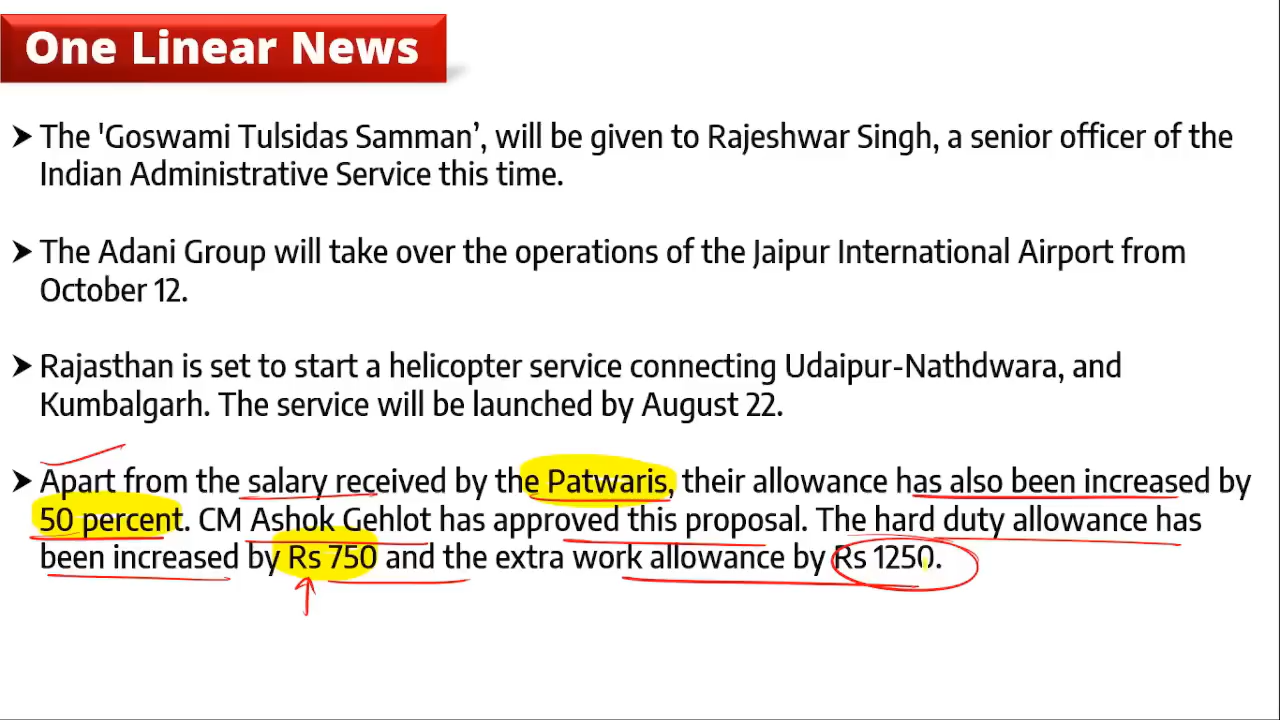 One Linear News
➤ The 'Goswami Tulsidas Samman’, will be given to Rajeshwar Singh, a senior officer of the
Indian Administrative Service this time.
➤ The Adani Group will take over the operations of the Jaipur International Airport from
October 12.
➤ Rajasthan is set to start a helicopter service connecting Udaipur-Nathdwara, and
Kumbalgarh. The service will be launched by August 22.
➤ Apart from the salary received by the Patwaris, their allowance has also been increased by
50 percent. CM Ashok Gehlot has approved this proposal. The hard duty allowance has
been increased by Rs 750 and the extra work allowance by Rs 1250.